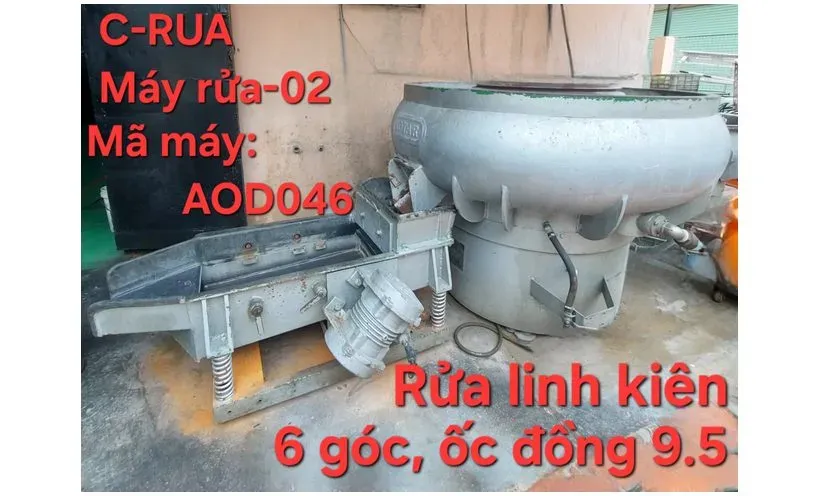 C-RUA
Máy rửa-02
Mã máy:
AOD046
Rửa linh kiên
6 góc, ốc đồng 9.5